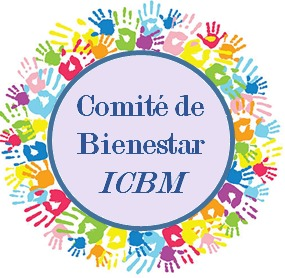 Comité de
Bienestar
ICBM